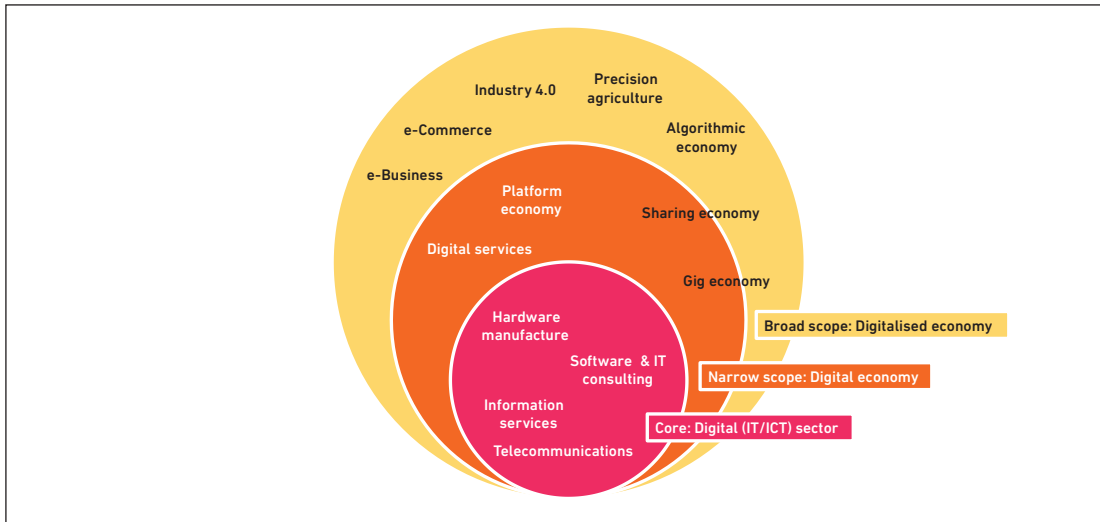 Industry 4.0
Precision
agriculture
e-Commerce
Algorithmic
economy
e-Business
Platform
economy
Sharing economy
Digital services
Gig economy
Hardware
manufacture
Broad scope: Digitalised economy
Software & IT
consulting
Narrow scope: Digital economy
Information
services
Core: Digital (IT/ICT) sector
Telecommunications